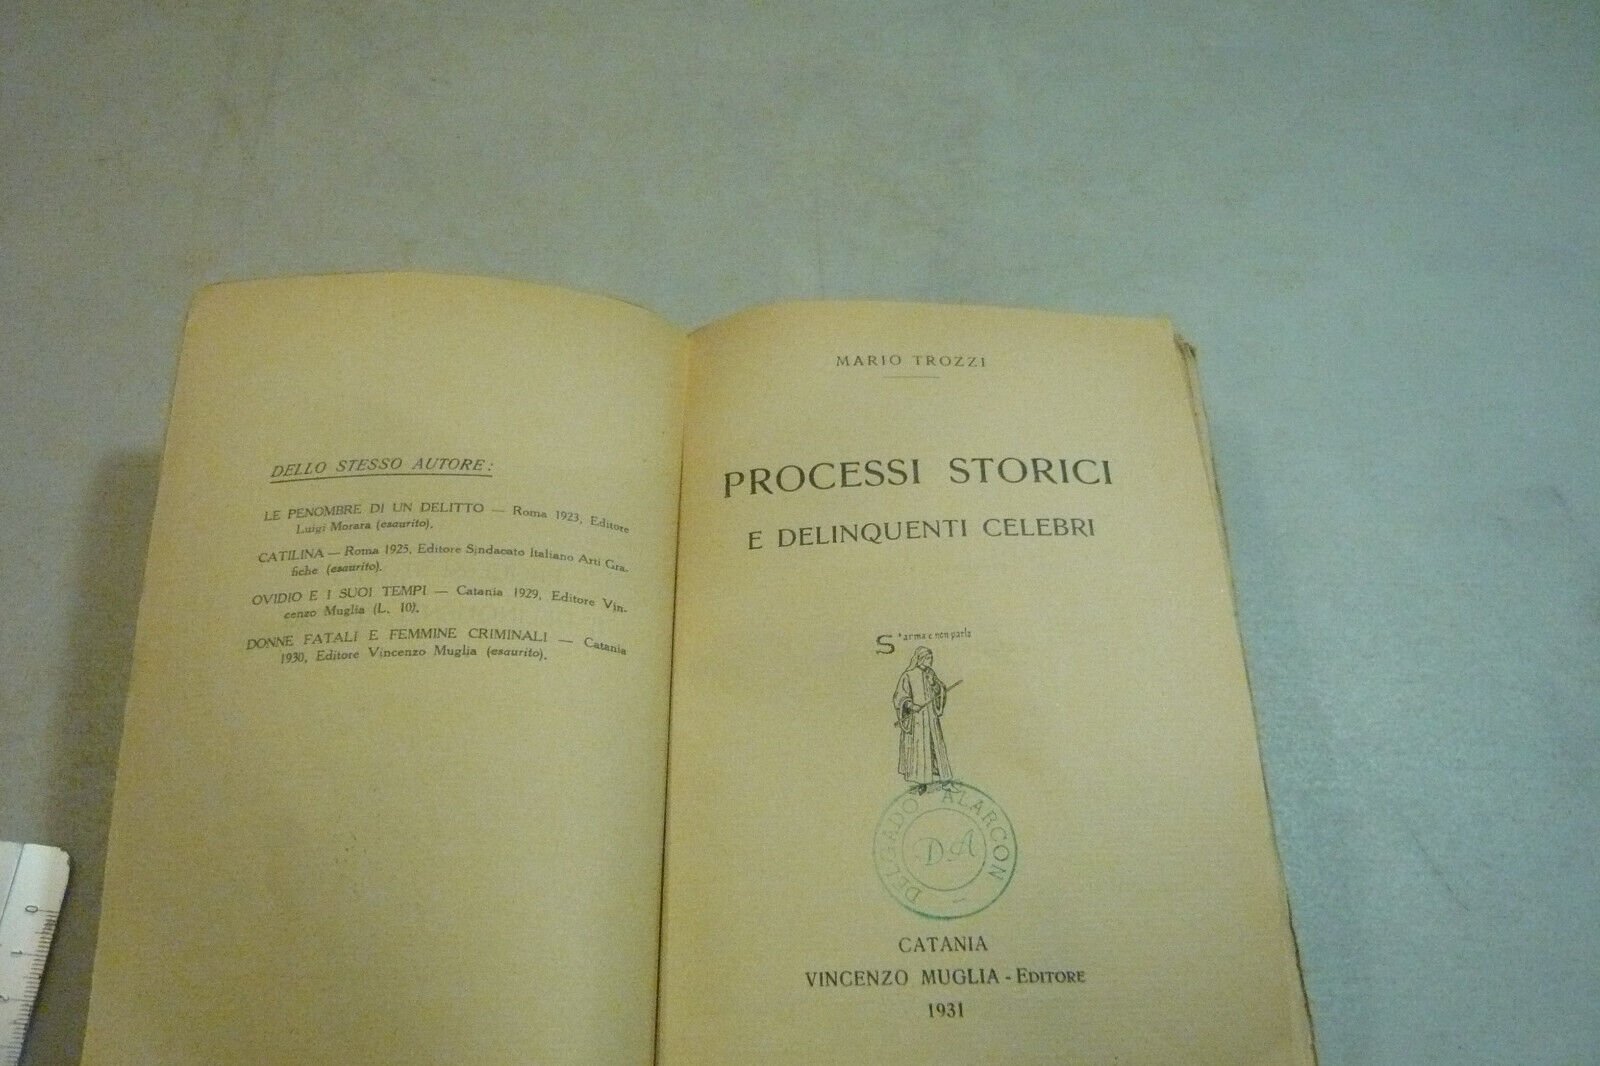 DELLO STESSO AUTORE:
LE PENOMBRE DI UN DELITTO — Roma 1923, Editore
Luigi Morara (esaurito).
CATILINA — Roma 1925, Editore Sindacato Italiano Arti Gra-
fiche (esaurito).
OVIDIO E I SUOI TEMPI — Catania 1929, Editore Vin-
cenzo Muglia (L. 10).
DONNE FATALI E FEMMINE CRIMINALI — Catania
1930, Editore Vincenzo Muglia (esaurito).
MARIO TROZZI
PROCESSI STORICI
E DELINQUENTI CELEBRI
S'arma e non parla
DELGADO ALARCON
DA
CATANIA
VINCENZO MUGLIA - EDITORE
1931
0
1
2